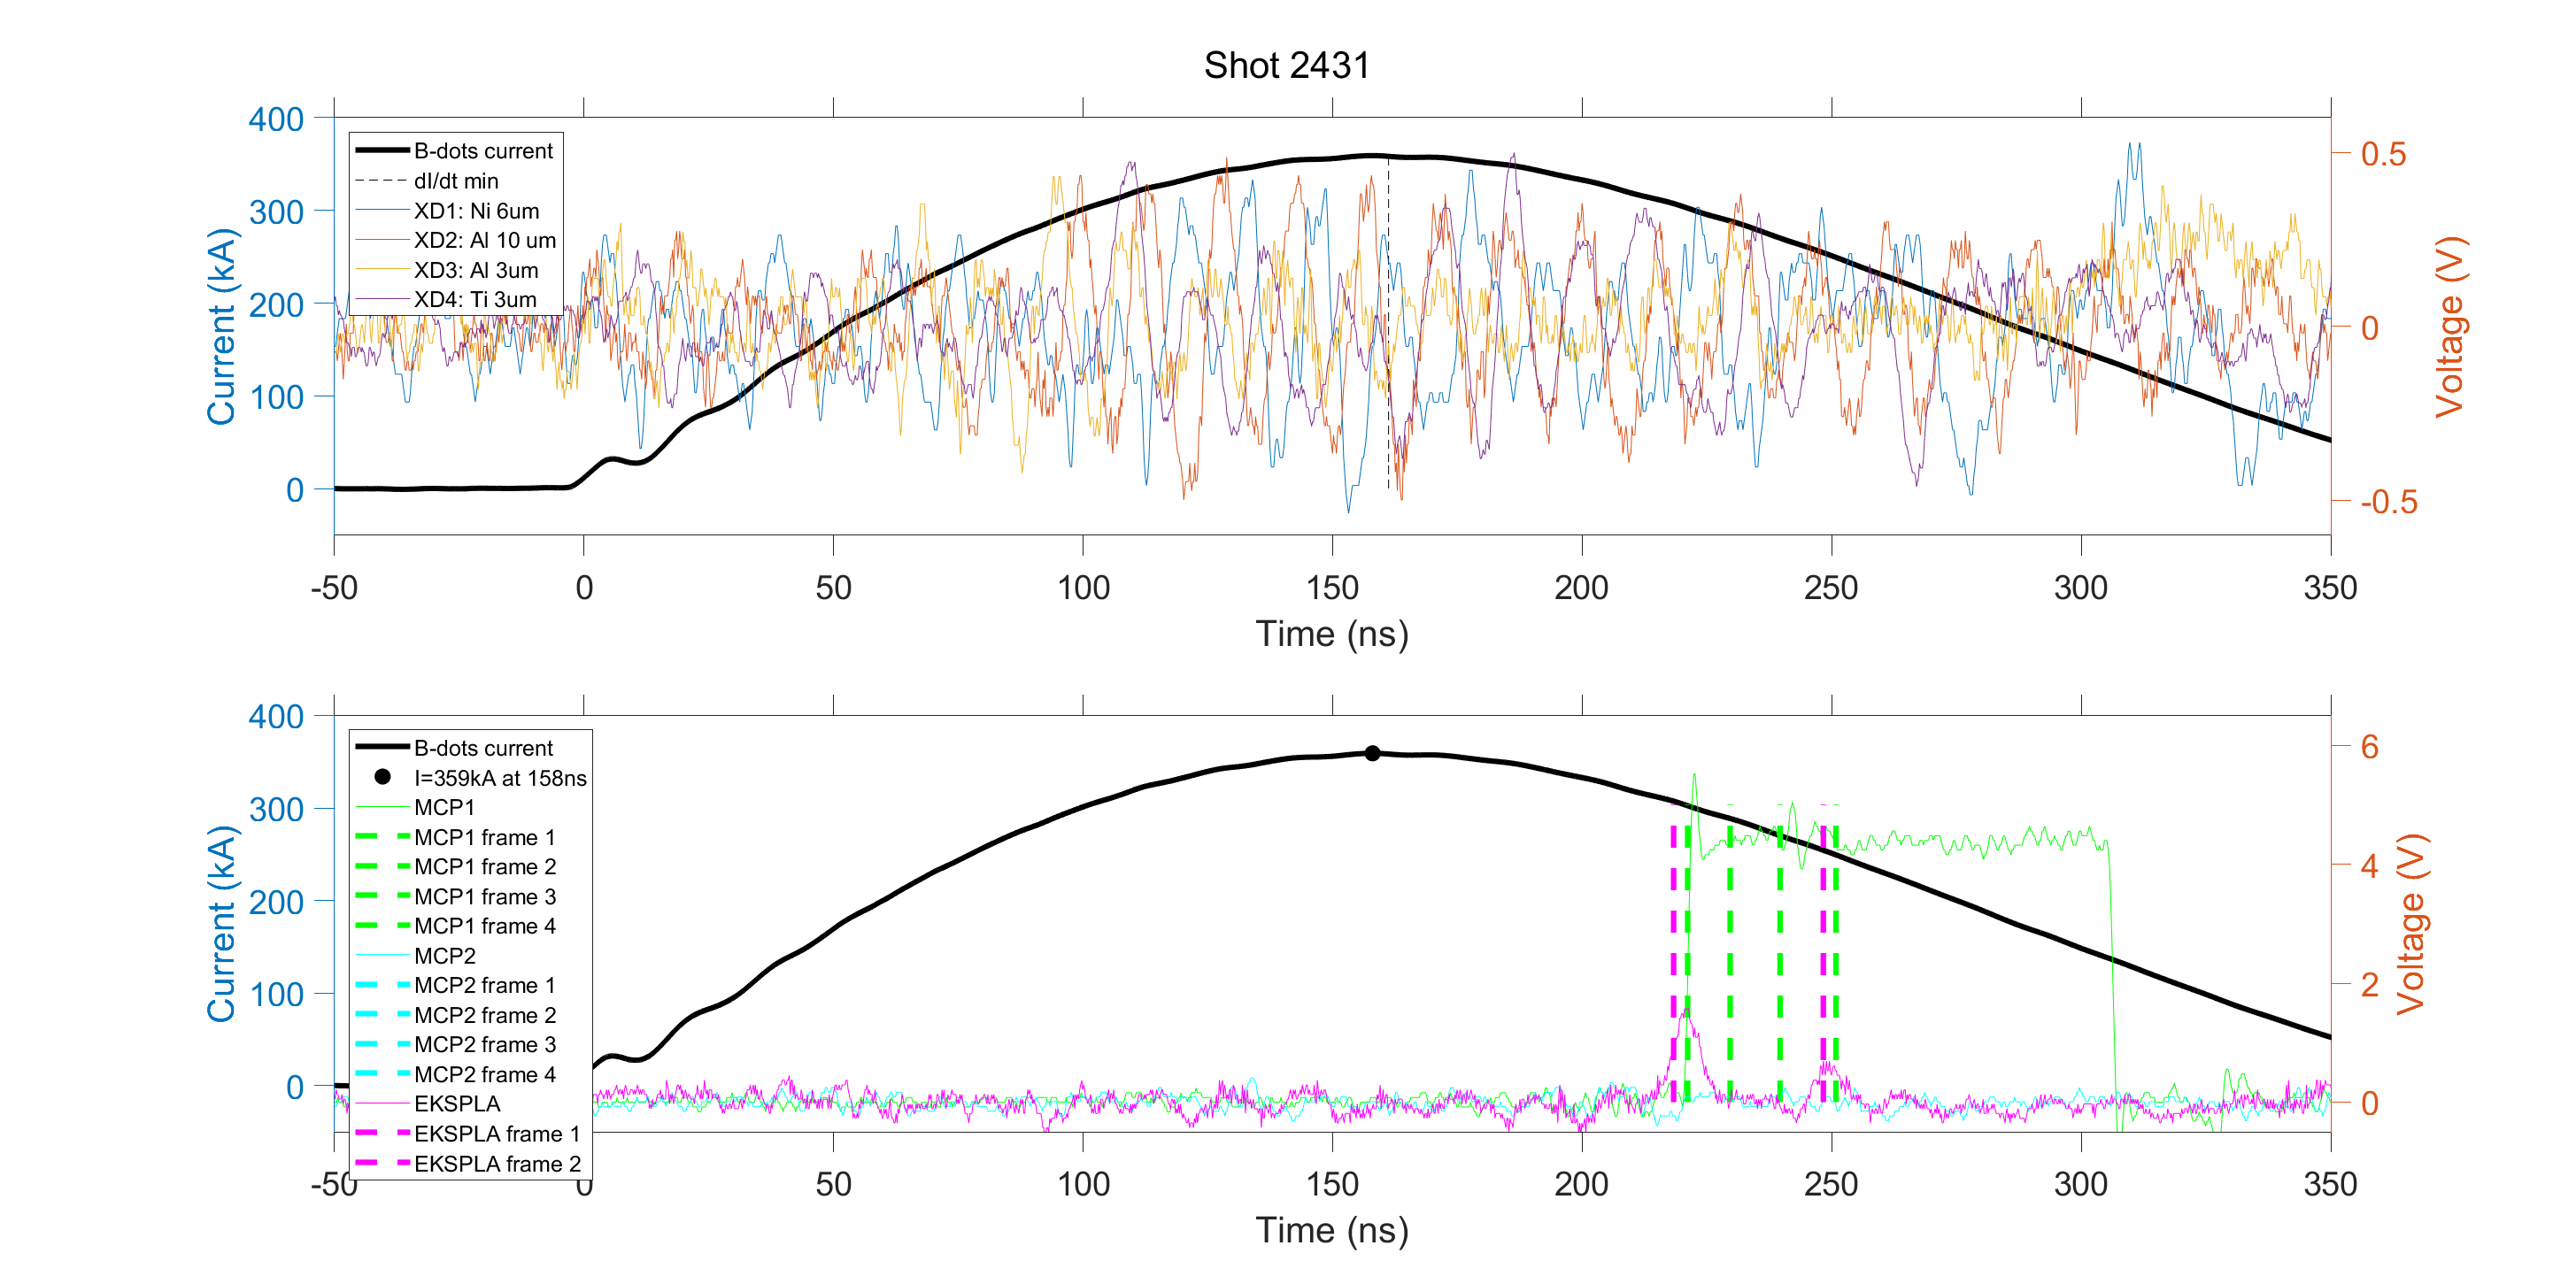 Shot 2431
400
300
200
100
0
Current (kA)
B-dots current
dI/dt min
XD1: Ni 6um
XD2: Al 10 um
XD3: Al 3um
XD4: Ti 3um
0.5
0
-0.5
Voltage (V)
-50 0 50 100 150 200 250 300 350
Time (ns)
400
300
200
100
0
Current (kA)
B-dots current
I=359kA at 158ns
MCP1
MCP1 frame 1
MCP1 frame 2
MCP1 frame 3
MCP1 frame 4
MCP2
MCP2 frame 1
MCP2 frame 2
MCP2 frame 3
MCP2 frame 4
EKSPLA
EKSPLA frame 1
EKSPLA frame 2
6
4
2
0
Voltage (V)
-50 0 50 100 150 200 250 300 350
Time (ns)